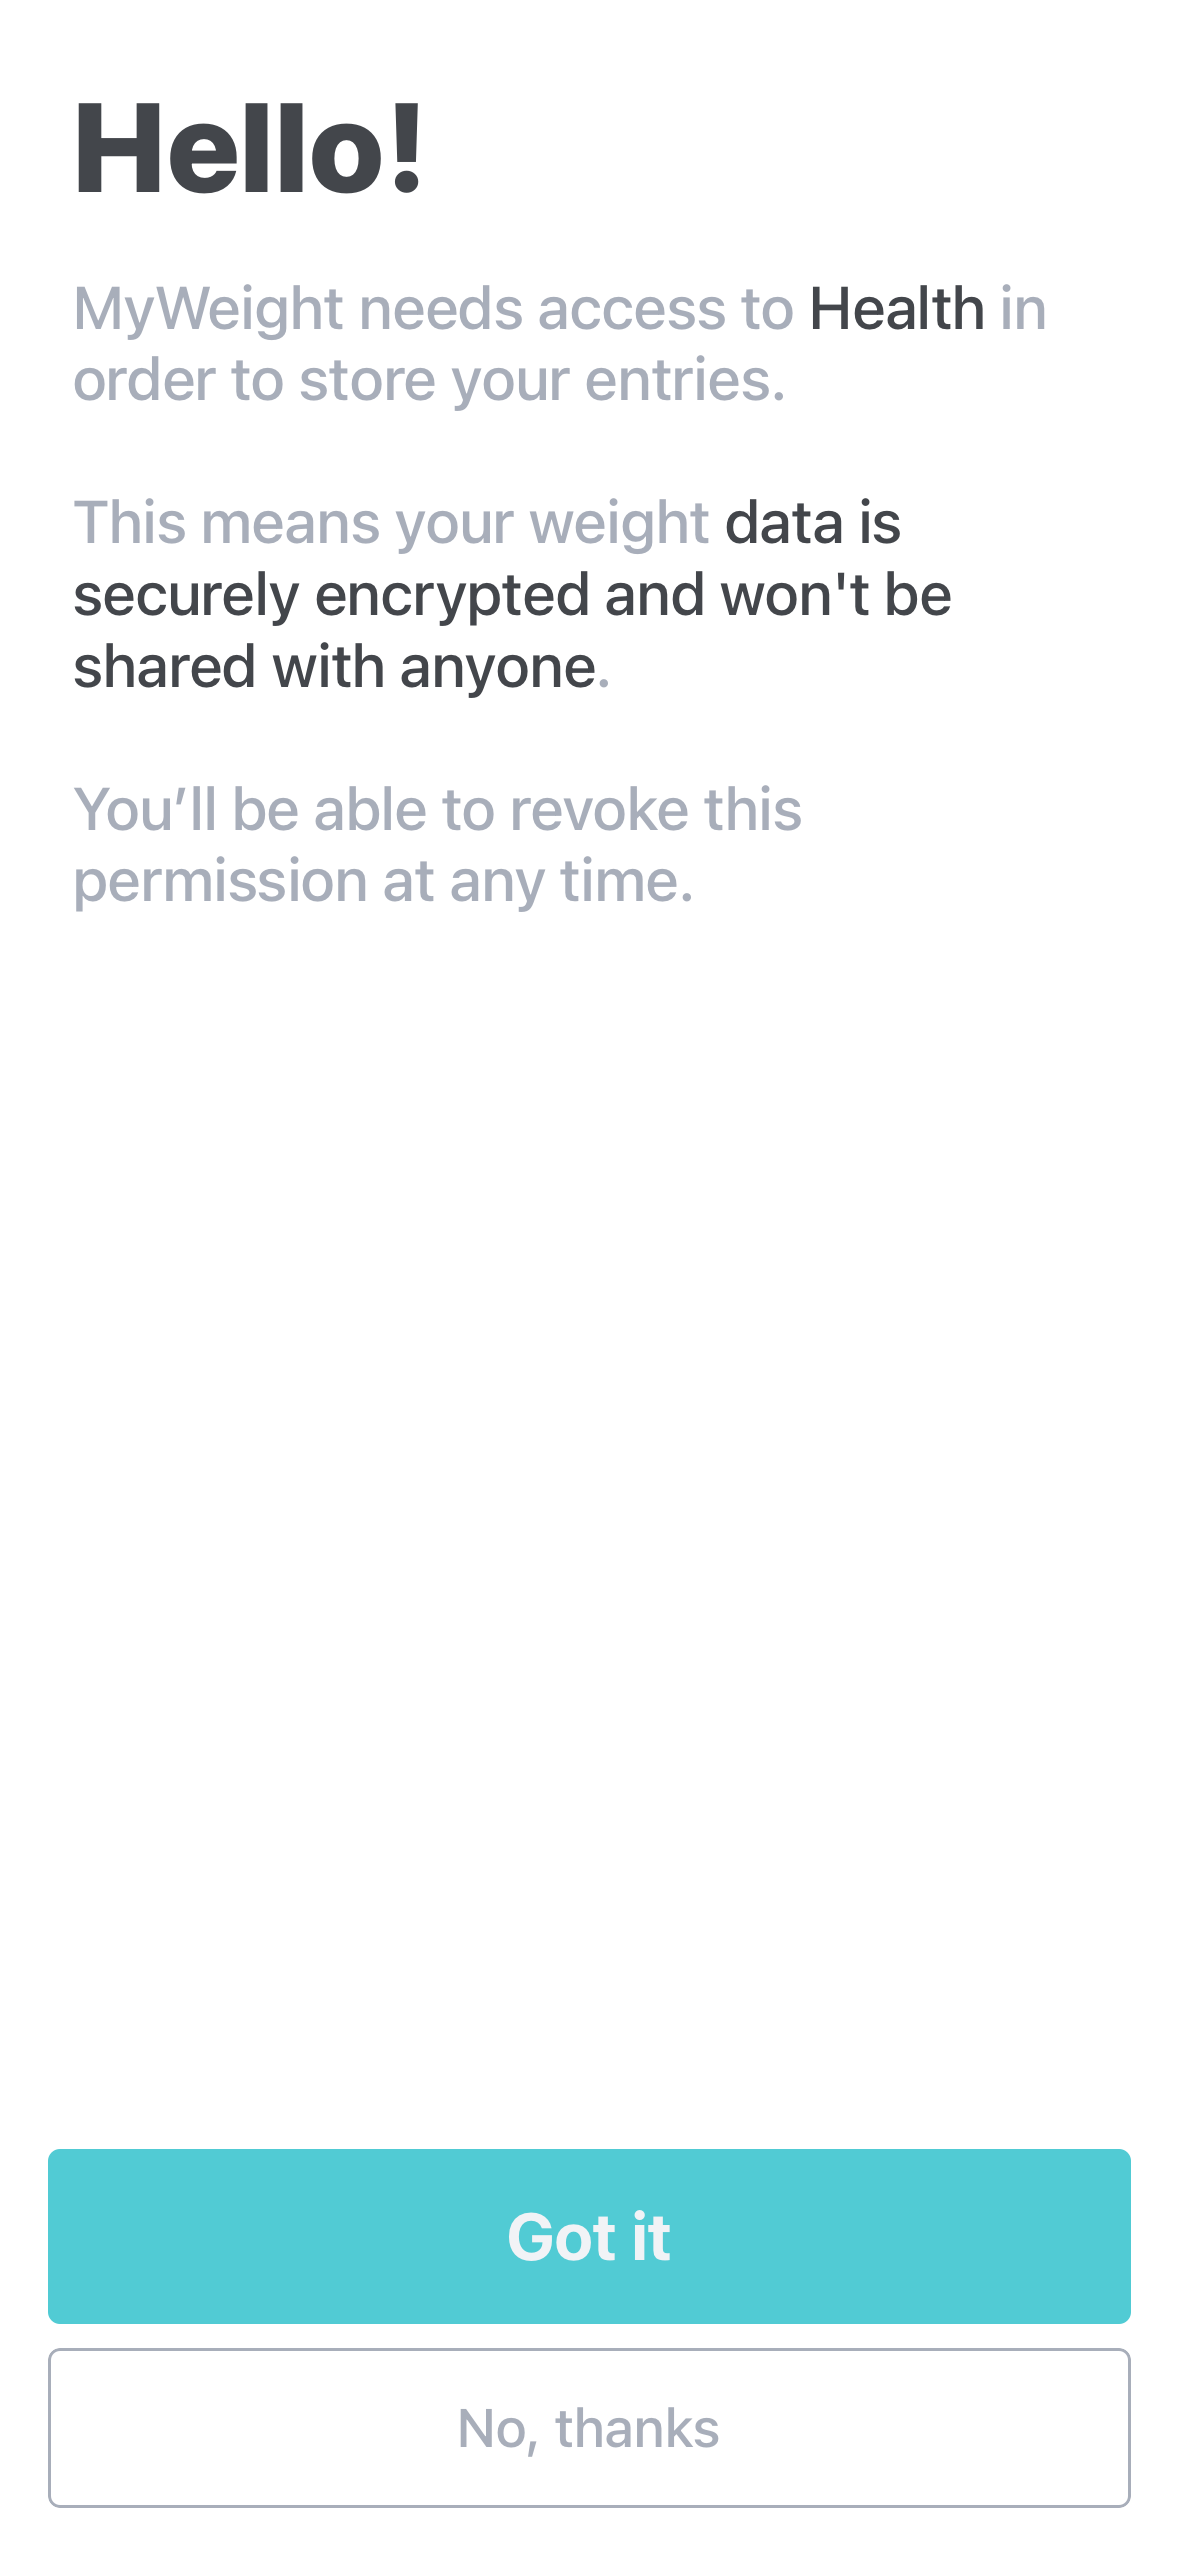 Hello!
MyWeight needs access to Health in
order to store your entries.
This means your weight data is
securely encrypted and won't be
shared with anyone.
You’ll be able to revoke this
permission at any time.
Got it
No, thanks